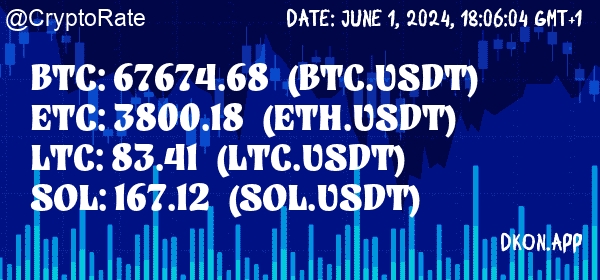 @CryptoRate
DATE: JUNE 1, 2024, 18:06:04 GMT+1
BTC: 67674.68 (BTC.USDT)
ETC: 3800.18 (ETH.USDT)
LTC: 83.41 (LTC.USDT)
SOL: 167.12 (SOL.USDT)
DKON.APP